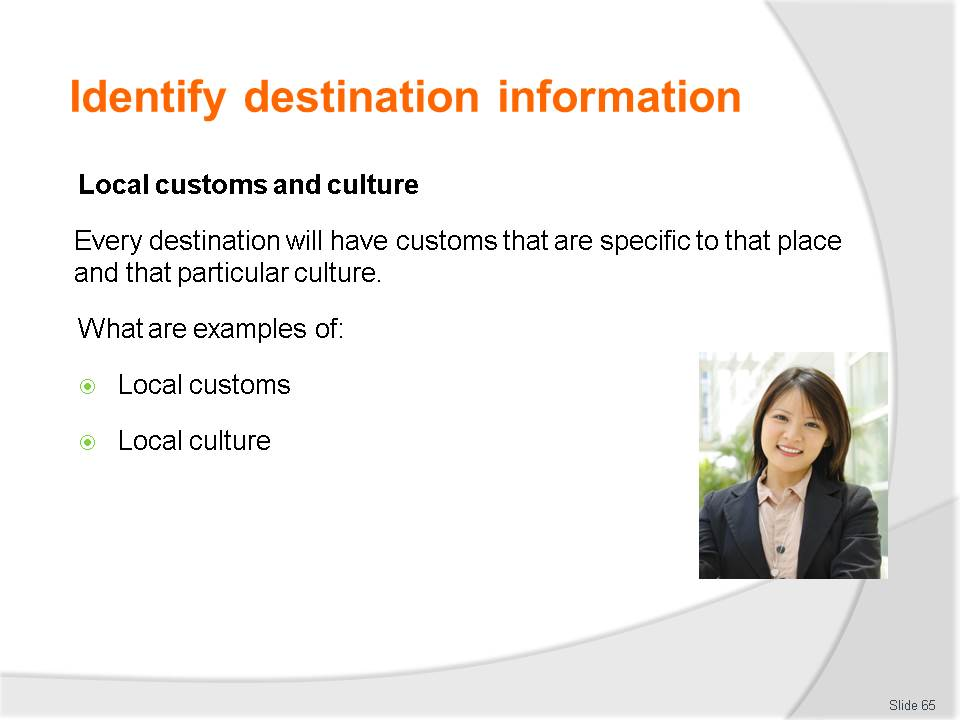 Identify destination information
Local customs and culture
Every destination will have customs that are specific to that place
and that particular culture.
What are examples of:
Local customs
Local culture
Slide 65